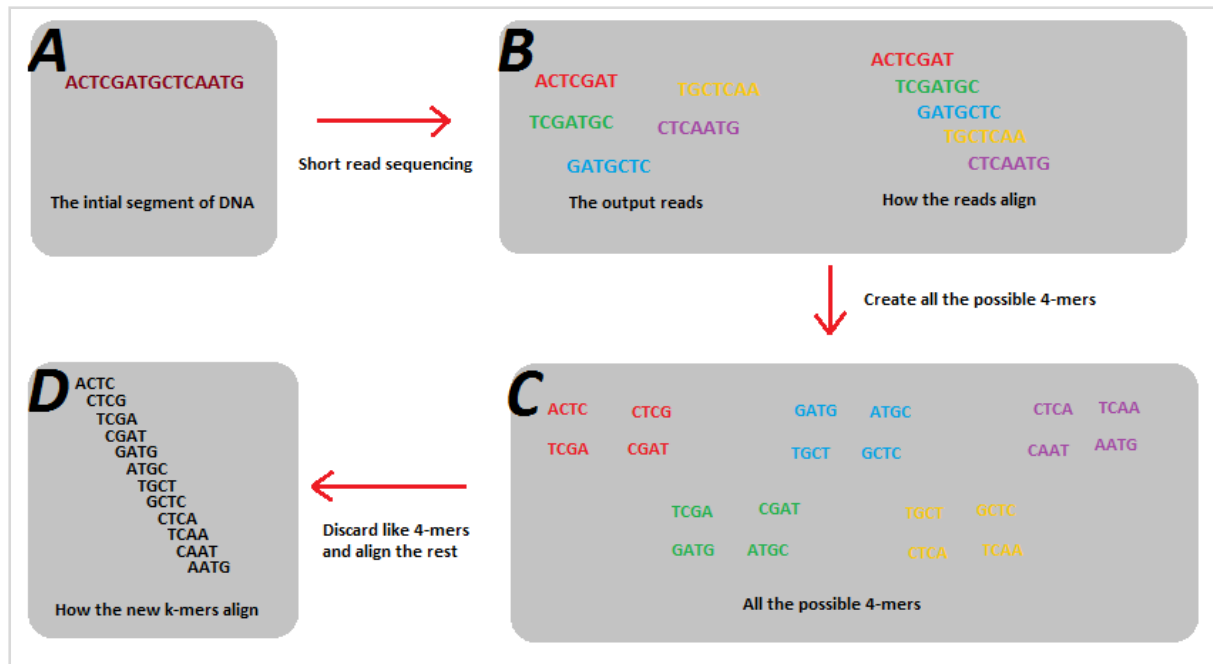 A
ACTCGATGCTCAATG
The intial segment of DNA
Short read sequencing
B
ACTCGAT
TGCTCAA
TCGATGC
CTCAATG
GATGCTC
The output reads
ACTCGAT
TCGATGC
GATGCTC
TGCTCAA
CTCAATG
How the reads align
Create all the possible 4-mers
C
ACTC CTCG
TCGA CGAT
GATG ATGC
TGCT GCTC
CTCA TCAA
CAAT AATG
TCGA CGAT
GATG ATGC
TGCT GCTC
CTCA TCAA
All the possible 4-mers
Discard like 4-mers
and align the rest
D
ACTC
CTCG
TCGA
CGAT
GATG
ATGC
TGCT
GCTC
CTCA
TCAA
CAAT
AATG
How the new k-mers align